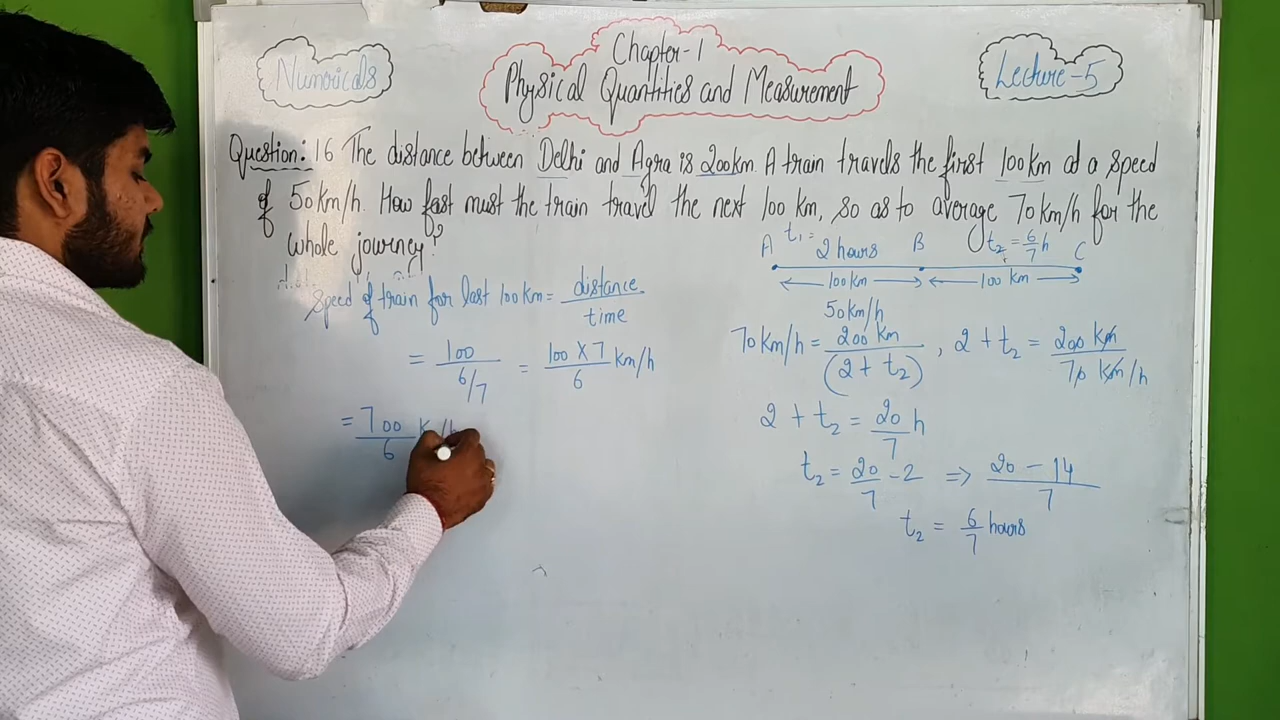 Numericals
Chapter-1
Physical Quantities and Measurement
Lecture-5
Question: 16 The distance between Delhi and Agra is 200km. A train travels the first 100km at a speed
of 50km/h. How fast must the train travel the next 100 km, so as to average 70km/h for the
whole journey?
A t₁= 2 hours B t₂ = 6/7 h C
100km 100 km
50km/h
Speed of train for last 100km = distance/time
= 100/(6/7) = (100 X 7)/6 km/h
= 700/6 K /h
70km/h = 200 km/(2 + t₂) , 2 + t₂ = 200 km/70 km/h
2 + t₂ = 20/7 h
t₂ = 20/7 - 2 => (20 - 14)/7
t₂ = 6/7 hours